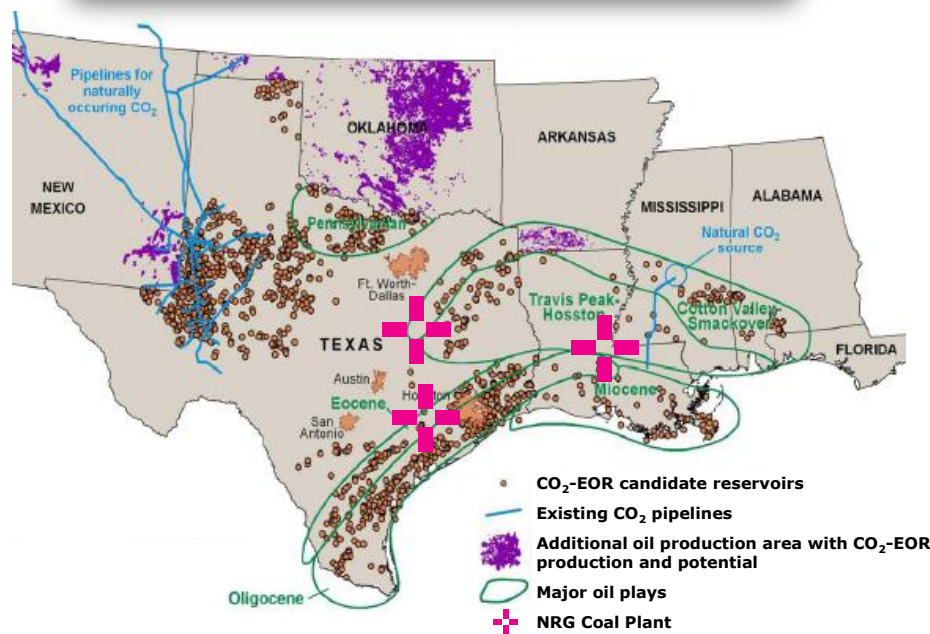 Pipelines for
naturally
occuring CO₂
OKLAHOMA
ARKANSAS
NEW
MEXICO
MISSISSIPPI
ALABAMA
Natural CO₂
source
Pennsylvanian
Ft. Worth-
Dallas
Travis Peak-
Hosston
Cotton Valley-
Smackover
TEXAS
FLORIDA
Austin
Houston
Miocene
Eocene
San
Antonio
CO₂-EOR candidate reservoirs
Existing CO₂ pipelines
Additional oil production area with CO₂-EOR
production and potential
Major oil plays
Oligocene
NRG Coal Plant